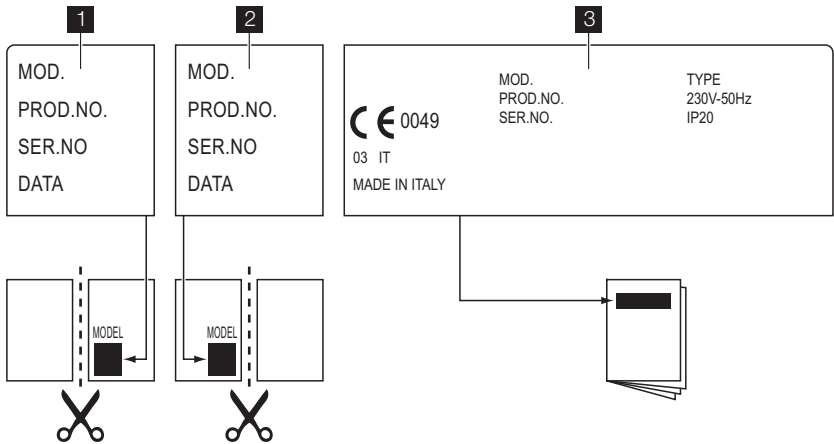 1
2
3
MOD.
PROD.NO.
SER.NO
DATA
MOD.
PROD.NO.
SER.NO
DATA
MOD. TYPE
PROD.NO. 230V-50Hz
SER.NO. IP20
CE 0049
03 IT
MADE IN ITALY
MODEL
MODEL